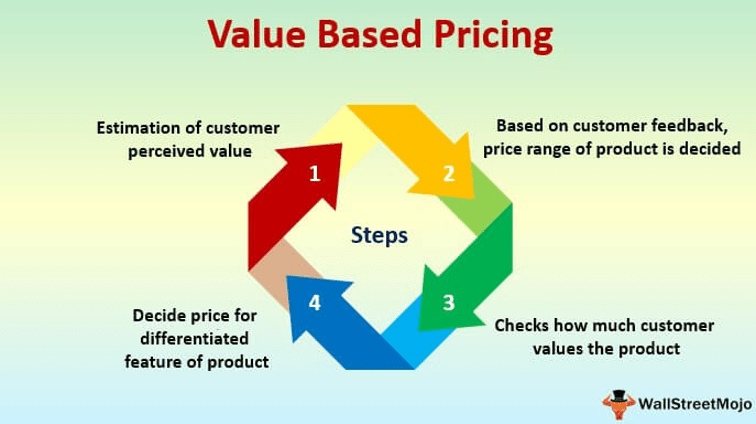 Value Based Pricing
Estimation of customer
perceived value
1
Based on customer feedback,
price range of product is decided
2
Steps
Checks how much customer
values the product
3
Decide price for
differentiated
feature of product
4
WallStreetMojo